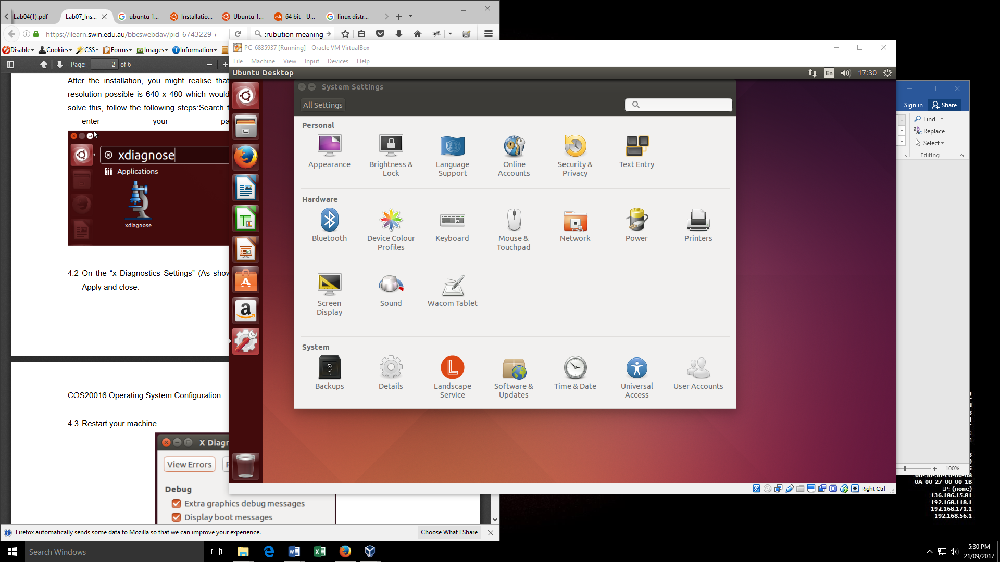 Lab04(1).pdf
Lab07_Ins...
ubuntu 1...
Installatio...
Ubuntu 1...
64 bit - U...
linux distr...
https://ilearn.swin.edu.au/bbcswebdav/pid-6743229-
trubution meaning
Disable
Cookies
CSS
Forms
Images
Information
Page: 2 of 6
After the installation, you might realise that
resolution possible is 640 x 480 which would
solve this, follow the following steps:Search
enter your
xdiagnose
Applications
xdiagnose
4.2 On the “x Diagnostics Settings” (As
Apply and close.
COS20016 Operating System Configuration
4.3 Restart your machine.
View Errors
Debug
Extra graphics debug messages
Display boot messages
Firefox automatically sends some data to Mozilla so that we can improve your experience.
Choose What I Share
PC-6835937 [Running] - Oracle VM VirtualBox
File Machine View Input Devices Help
Ubuntu Desktop
En
17:30
System Settings
All Settings
Personal
Appearance
Brightness &
Lock
Language
Support
Online
Accounts
Security &
Privacy
Text Entry
Hardware
Bluetooth
Device Colour
Profiles
Keyboard
Mouse &
Touchpad
Network
Power
Printers
Screen
Display
Sound
Wacom Tablet
System
Backups
Details
Landscape
Service
Software &
Updates
Time & Date
Universal
Access
User Accounts
Right Ctrl
Sign in
Share
Find
Replace
Select
Editing
100%
0A-00-27-00-00-1B
IP: (none)
136.186.15.81
192.168.118.1
192.168.171.1
192.168.56.1
Search Windows
5:30 PM
21/09/2017